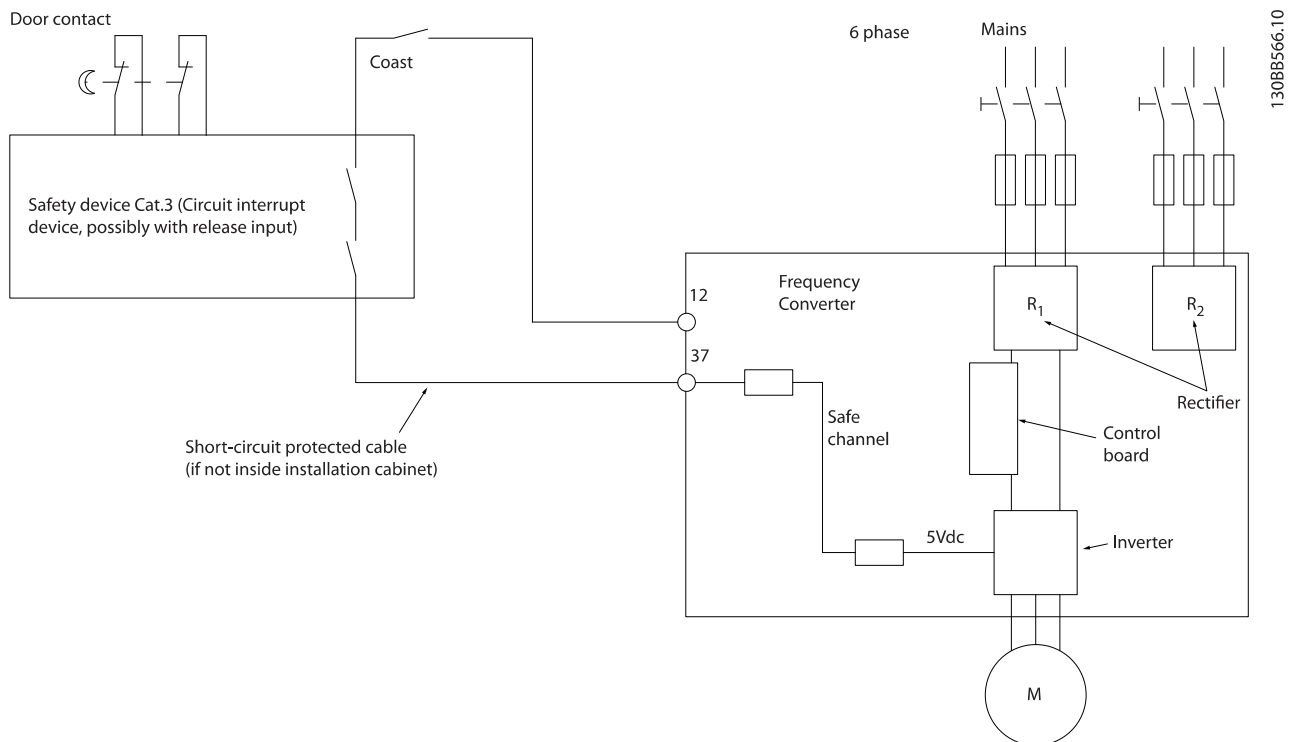 Door contact
Coast
6 phase
Mains
130BB566.10
Safety device Cat.3 (Circuit interrupt
device, possibly with release input)
12
Frequency
Converter
R1
R2
37
Rectifier
Safe
channel
Control
board
Short-circuit protected cable
(if not inside installation cabinet)
5Vdc
Inverter
M